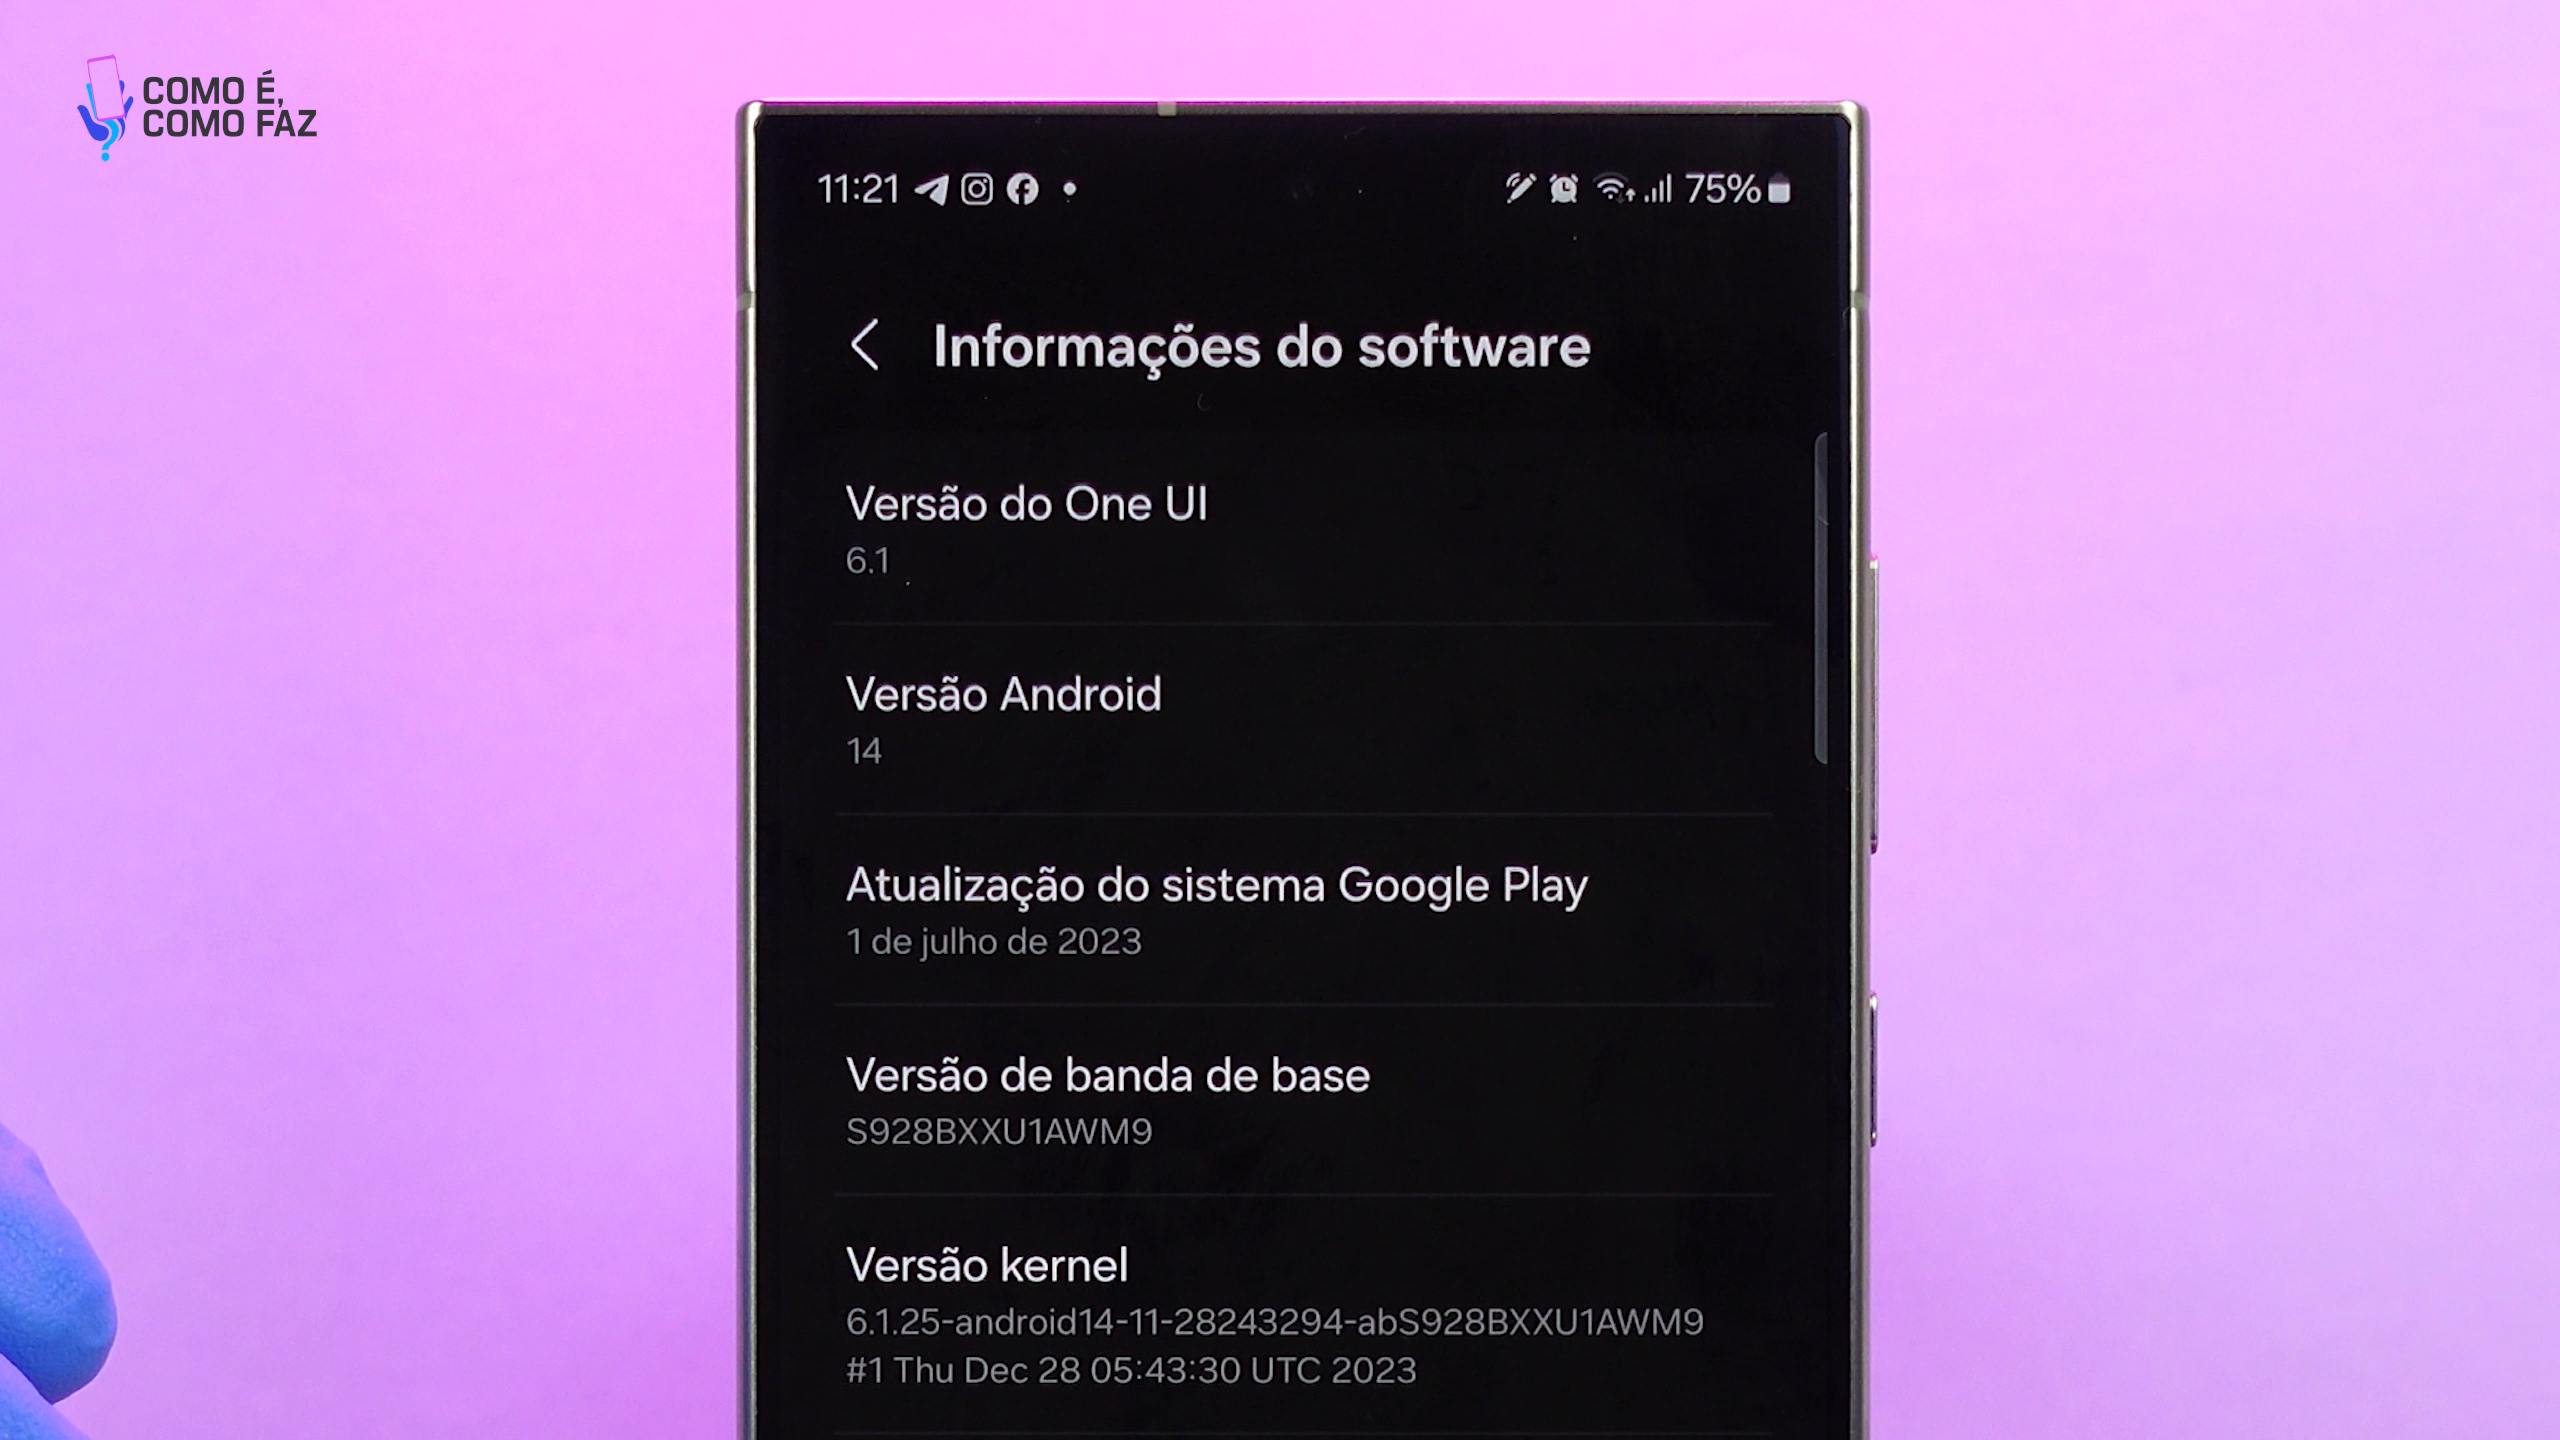 COMO É,
COMO FAZ
11:21 75%
Informações do software
Versão do One UI
6.1
Versão Android
14
Atualização do sistema Google Play
1 de julho de 2023
Versão de banda de base
S928BXXU1AWM9
Versão kernel
6.1.25-android14-11-28243294-abS928BXXU1AWM9
#1 Thu Dec 28 05:43:30 UTC 2023